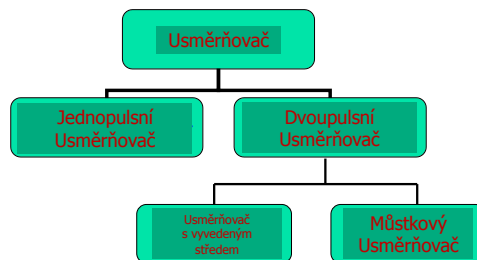 Usměrňovač
Jednopulsní
Usměrňovač
Dvoupulsní
Usměrňovač
Usměrňovač
s vyvedeným
středem
Můstkový
Usměrňovač